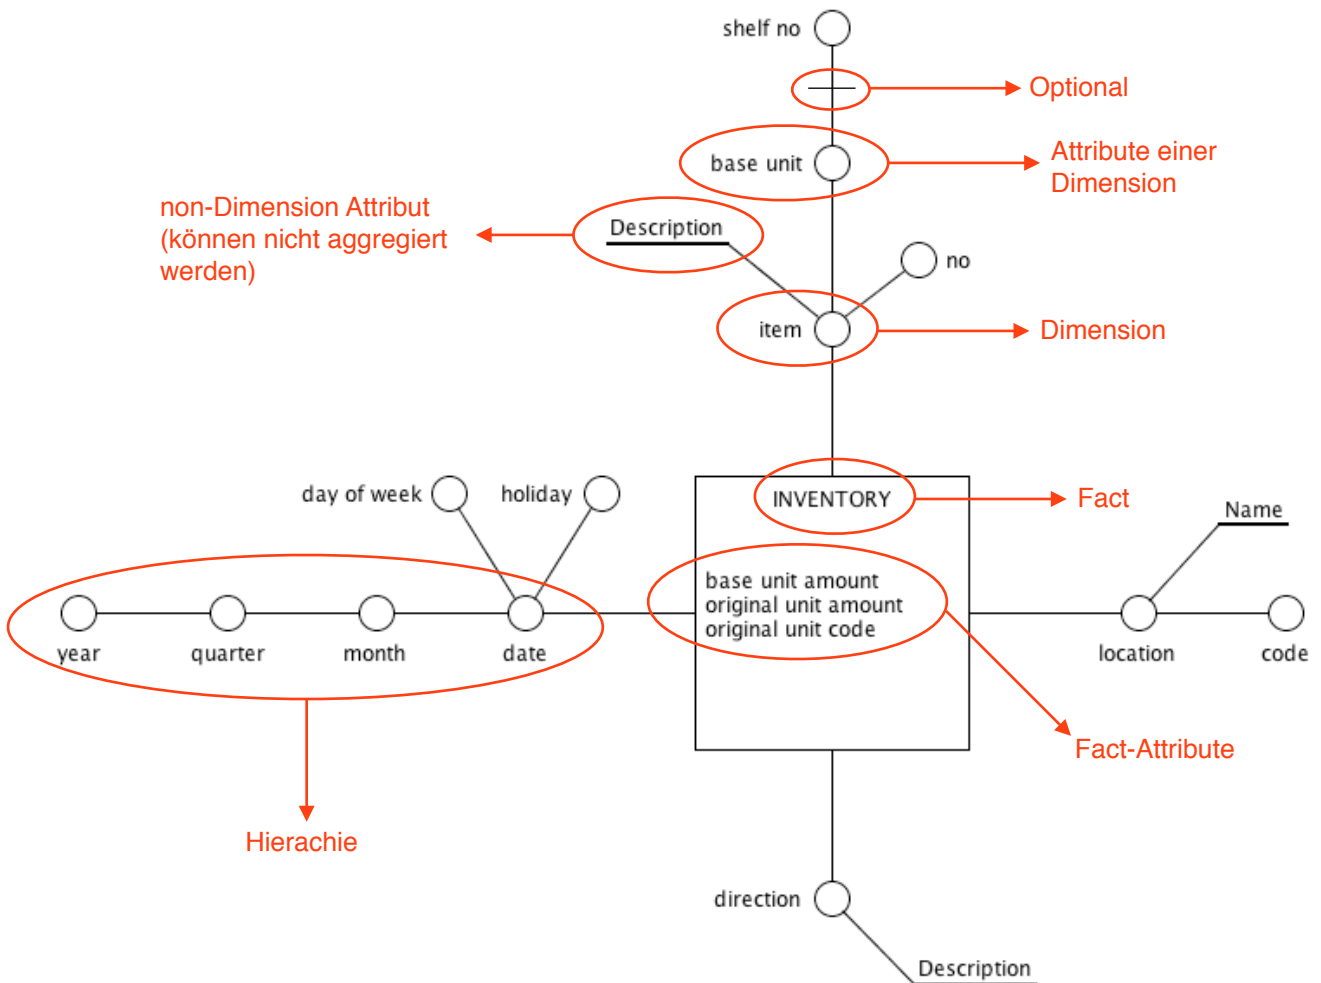 shelf no
Optional
base unit
Attribute einer
Dimension
non-Dimension Attribut
(können nicht aggregiert
werden)
Description
no
item
Dimension
day of week
holiday
INVENTORY
Fact
Name
base unit amount
original unit amount
original unit code
year
quarter
month
date
location
code
Fact-Attribute
Hierachie
direction
Description